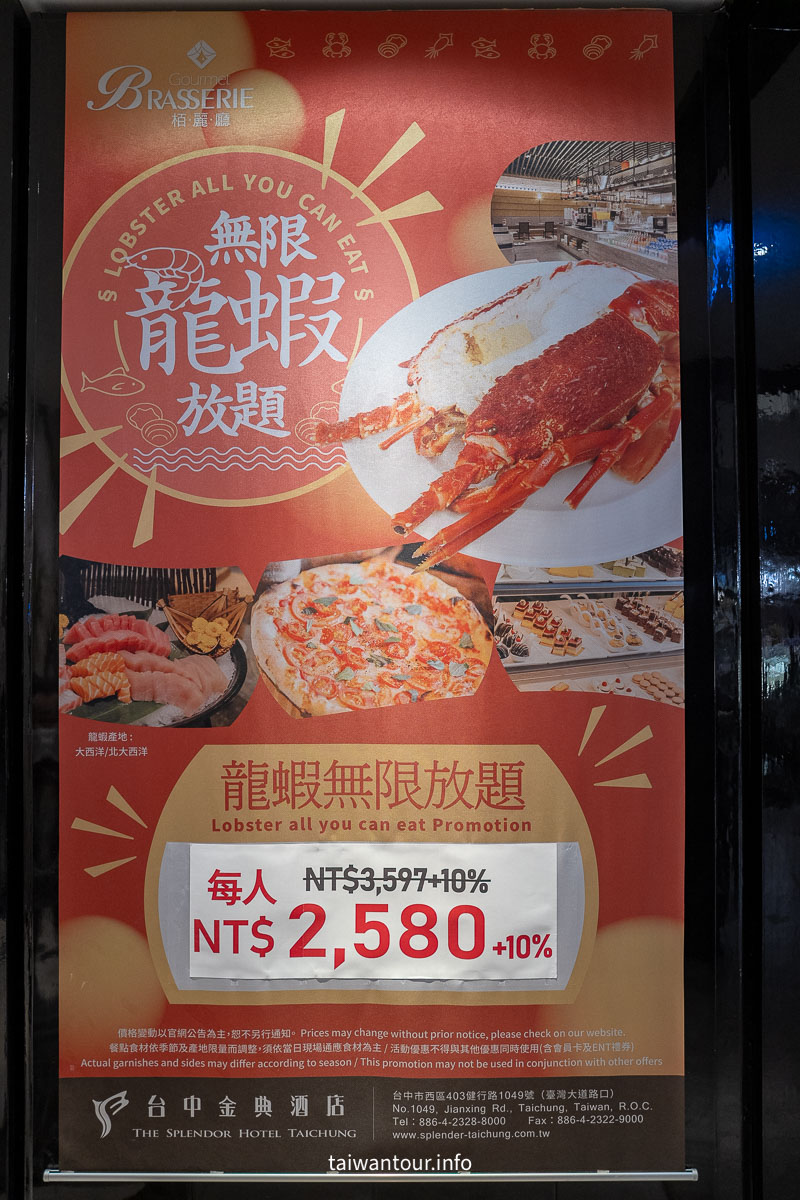 Gourmet
BRASSERIE
栢·麗·廳
LOBSTER ALL YOU CAN EAT
無限
龍蝦
放題
龍蝦產地:
大西洋/北大西洋
龍蝦無限放題
Lobster all you can eat Promotion
每人 NT$3,597+10%
NT$ 2,580 +10%
價格變動以官網公告為主,恕不另行通知。 Prices may change without prior notice, please check on our website.
餐點食材依季節及產地限量而調整,須依當日現場通應食材為主 / 活動優惠不得與其他優惠同時使用(含會員卡及ENT禮券)
Actual garnishes and sides may differ according to season / This promotion may not be used in conjunction with other offers
台中金典酒店
THE SPLENDOR HOTEL TAICHUNG
台中市西區403健行路1049號(臺灣大道路口)
No.1049, Jianxing Rd., Taichung, Taiwan, R.O.C.
Tel:886-4-2328-8000 Fax:886-4-2322-9000
www.splender-taichung.com.tw
taiwantour.info